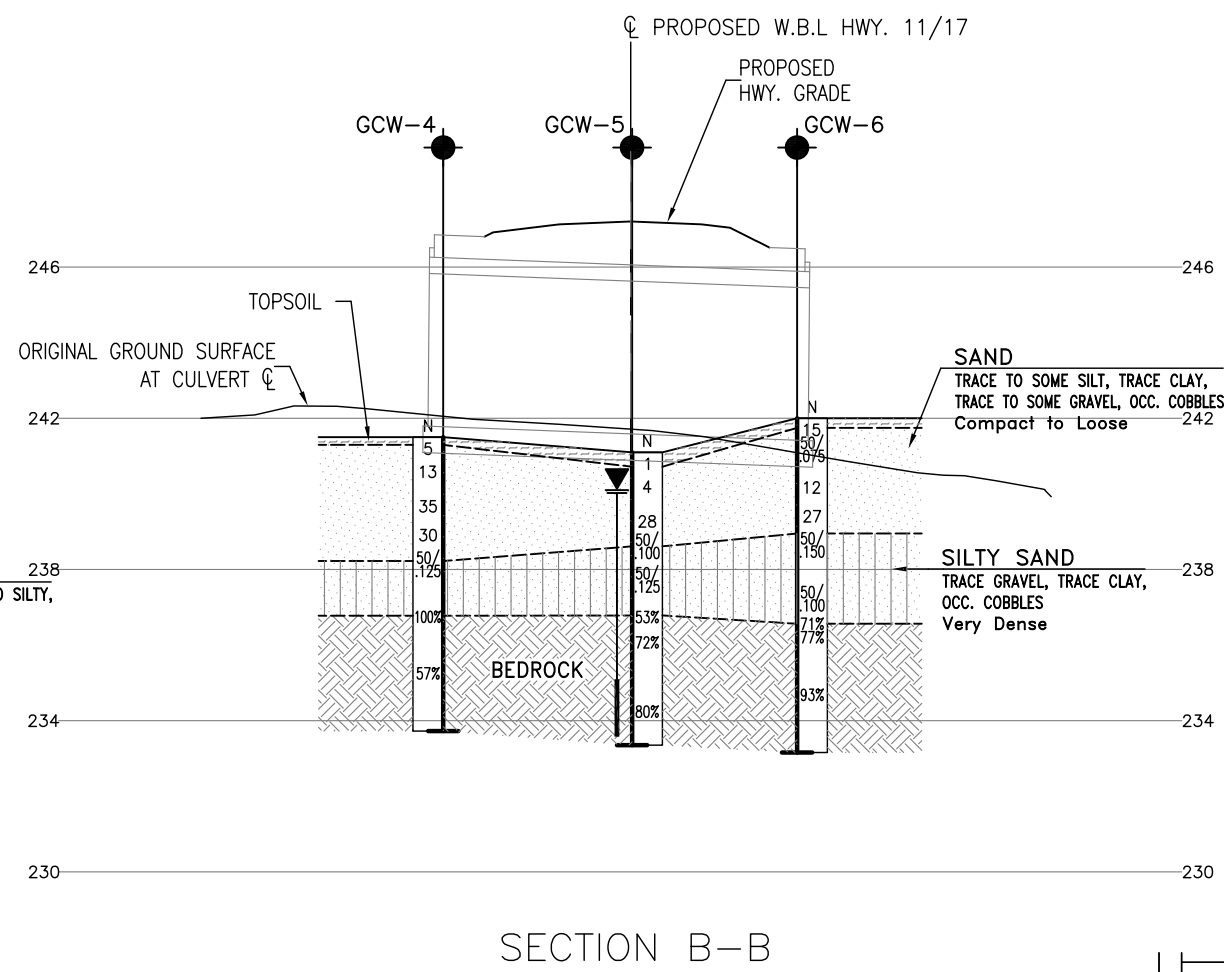 ℄ PROPOSED W.B.L HWY. 11/17
PROPOSED
HWY. GRADE
GCW-4
GCW-5
GCW-6
246
246
TOPSOIL
ORIGINAL GROUND SURFACE
AT CULVERT ℄
SAND
TRACE TO SOME SILT, TRACE CLAY,
TRACE TO SOME GRAVEL, OCC. COBBLES
Compact to Loose
242
242
N
5
13
35
30
50/
.125
100%
57%
N
1
4
28
50/
.100
50/
.125
53%
72%
80%
N
15
50/
.075
12
27
50/
.150
50/
.100
71%
77%
93%
SILTY SAND
TRACE GRAVEL, TRACE CLAY,
OCC. COBBLES
Very Dense
238
238
SILTY,
BEDROCK
234
234
230
230
SECTION B-B